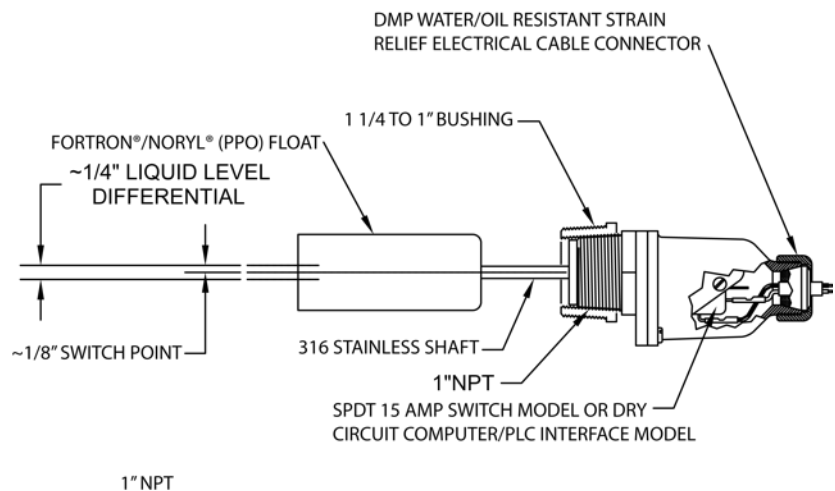 DMP WATER/OIL RESISTANT STRAIN
RELIEF ELECTRICAL CABLE CONNECTOR
1 1/4 TO 1" BUSHING
FORTRON®/NORYL® (PPO) FLOAT
~1/4" LIQUID LEVEL
DIFFERENTIAL
~1/8" SWITCH POINT
316 STAINLESS SHAFT
1"NPT
SPDT 15 AMP SWITCH MODEL OR DRY
CIRCUIT COMPUTER/PLC INTERFACE MODEL
1" NPT